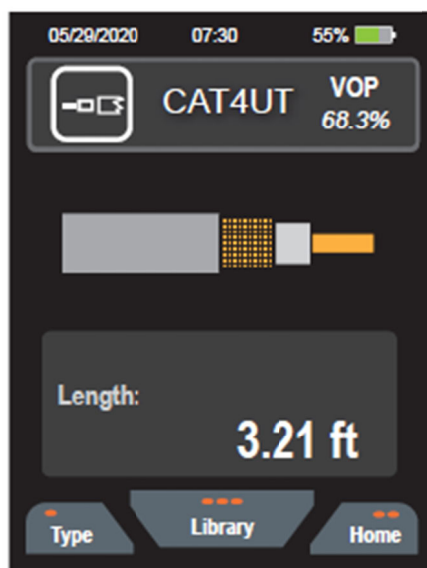 05/29/2020 07:30 55%
CAT4UT VOP
68.3%
Length:
3.21 ft
Type Library Home